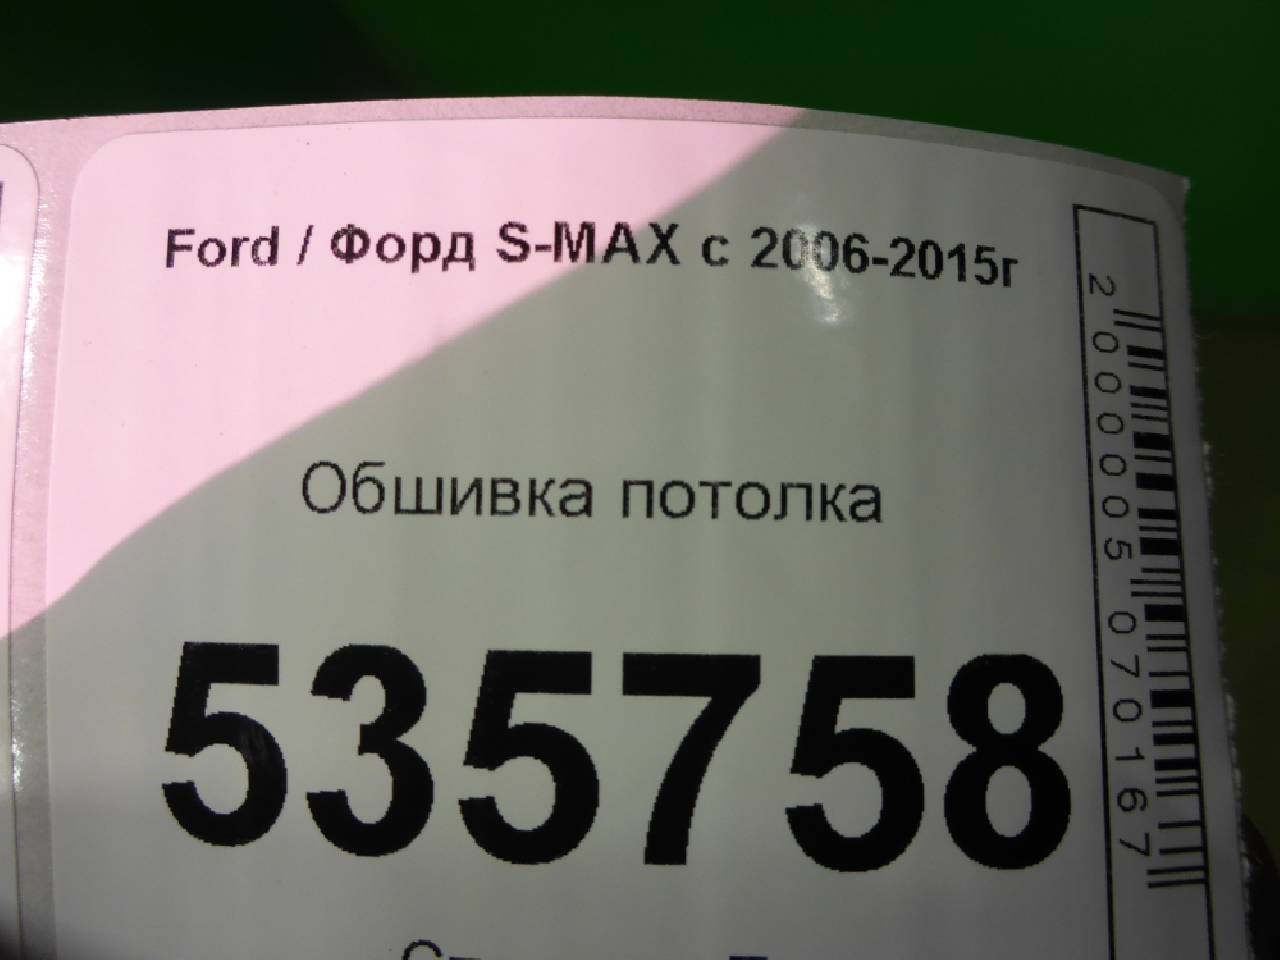 Ford / Форд S-MAX с 2006-2015г
Обшивка потолка
535758
2000005070167